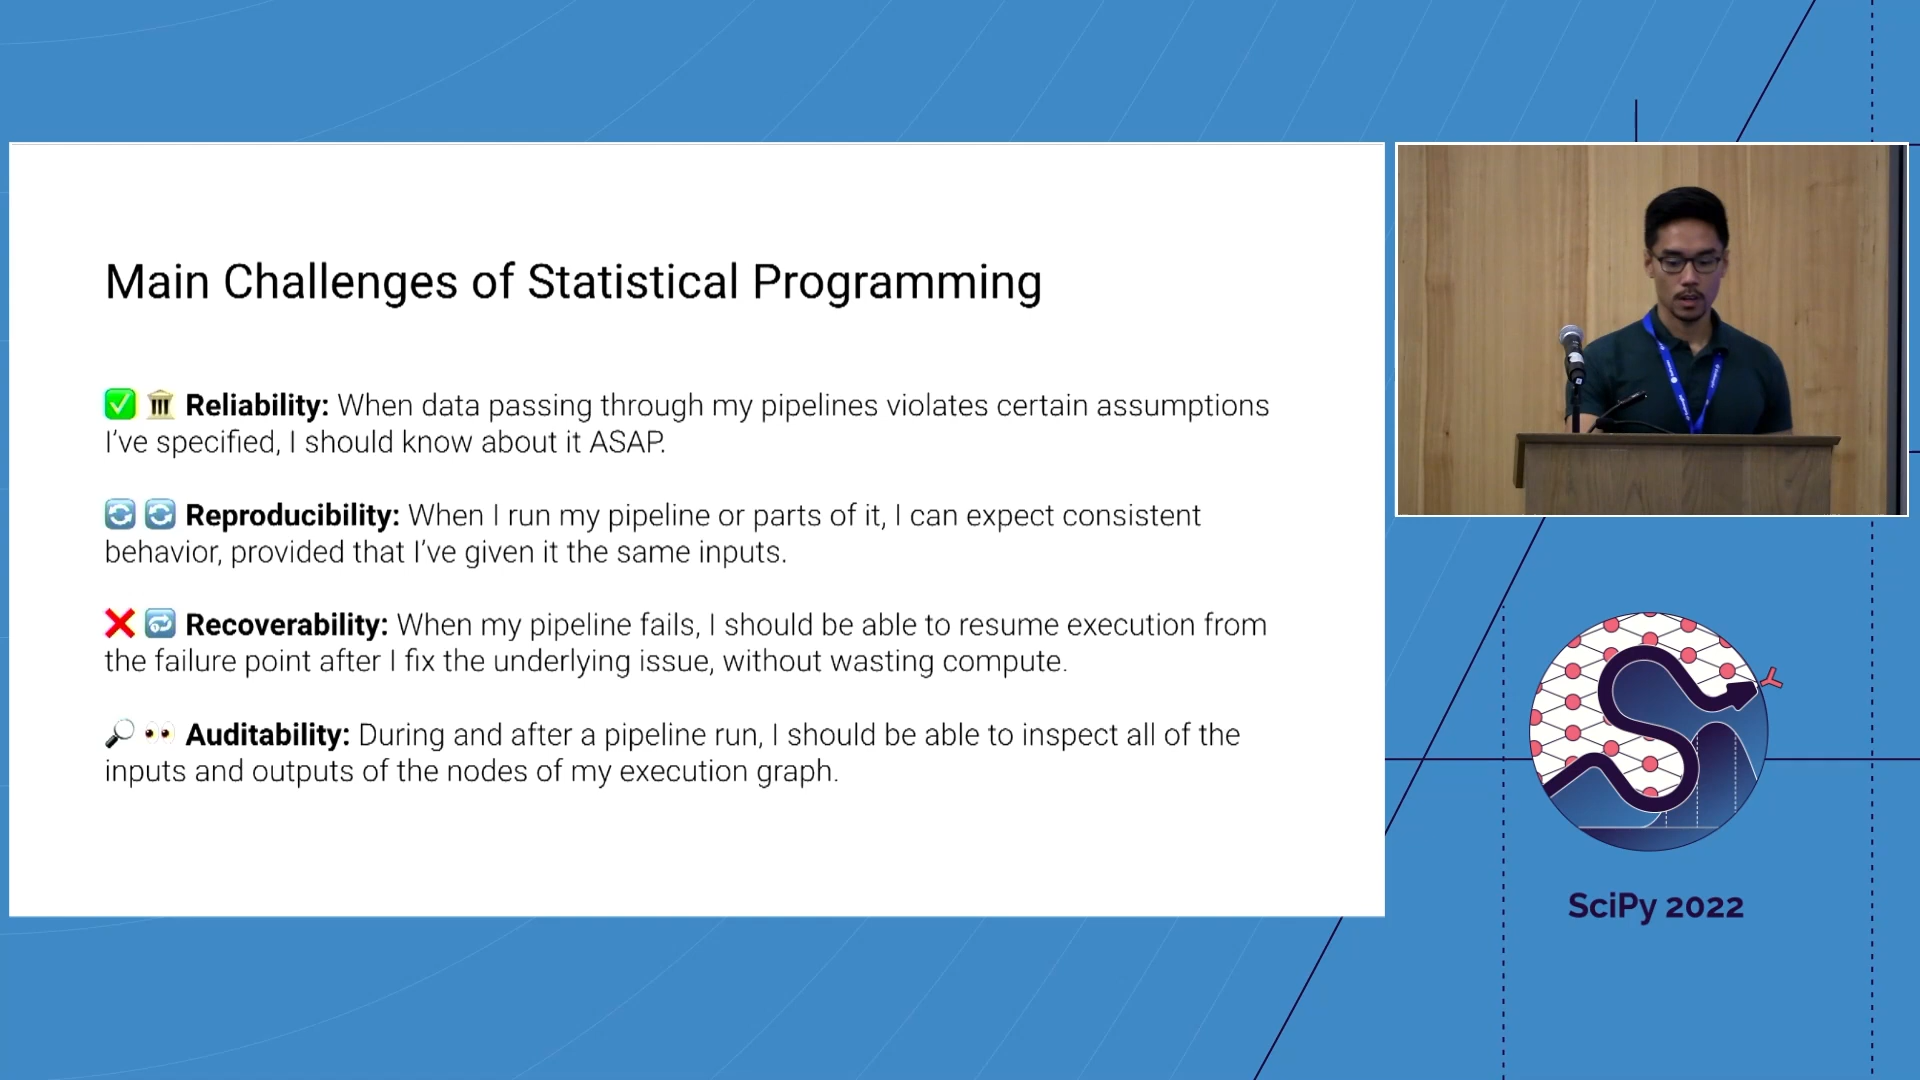 Main Challenges of Statistical Programming
✅ 🏛 Reliability: When data passing through my pipelines violates certain assumptions
I’ve specified, I should know about it ASAP.
🔄 🔄 Reproducibility: When I run my pipeline or parts of it, I can expect consistent
behavior, provided that I’ve given it the same inputs.
❌ 🔂 Recoverability: When my pipeline fails, I should be able to resume execution from
the failure point after I fix the underlying issue, without wasting compute.
🔎 👀 Auditability: During and after a pipeline run, I should be able to inspect all of the
inputs and outputs of the nodes of my execution graph.
SciPy 2022